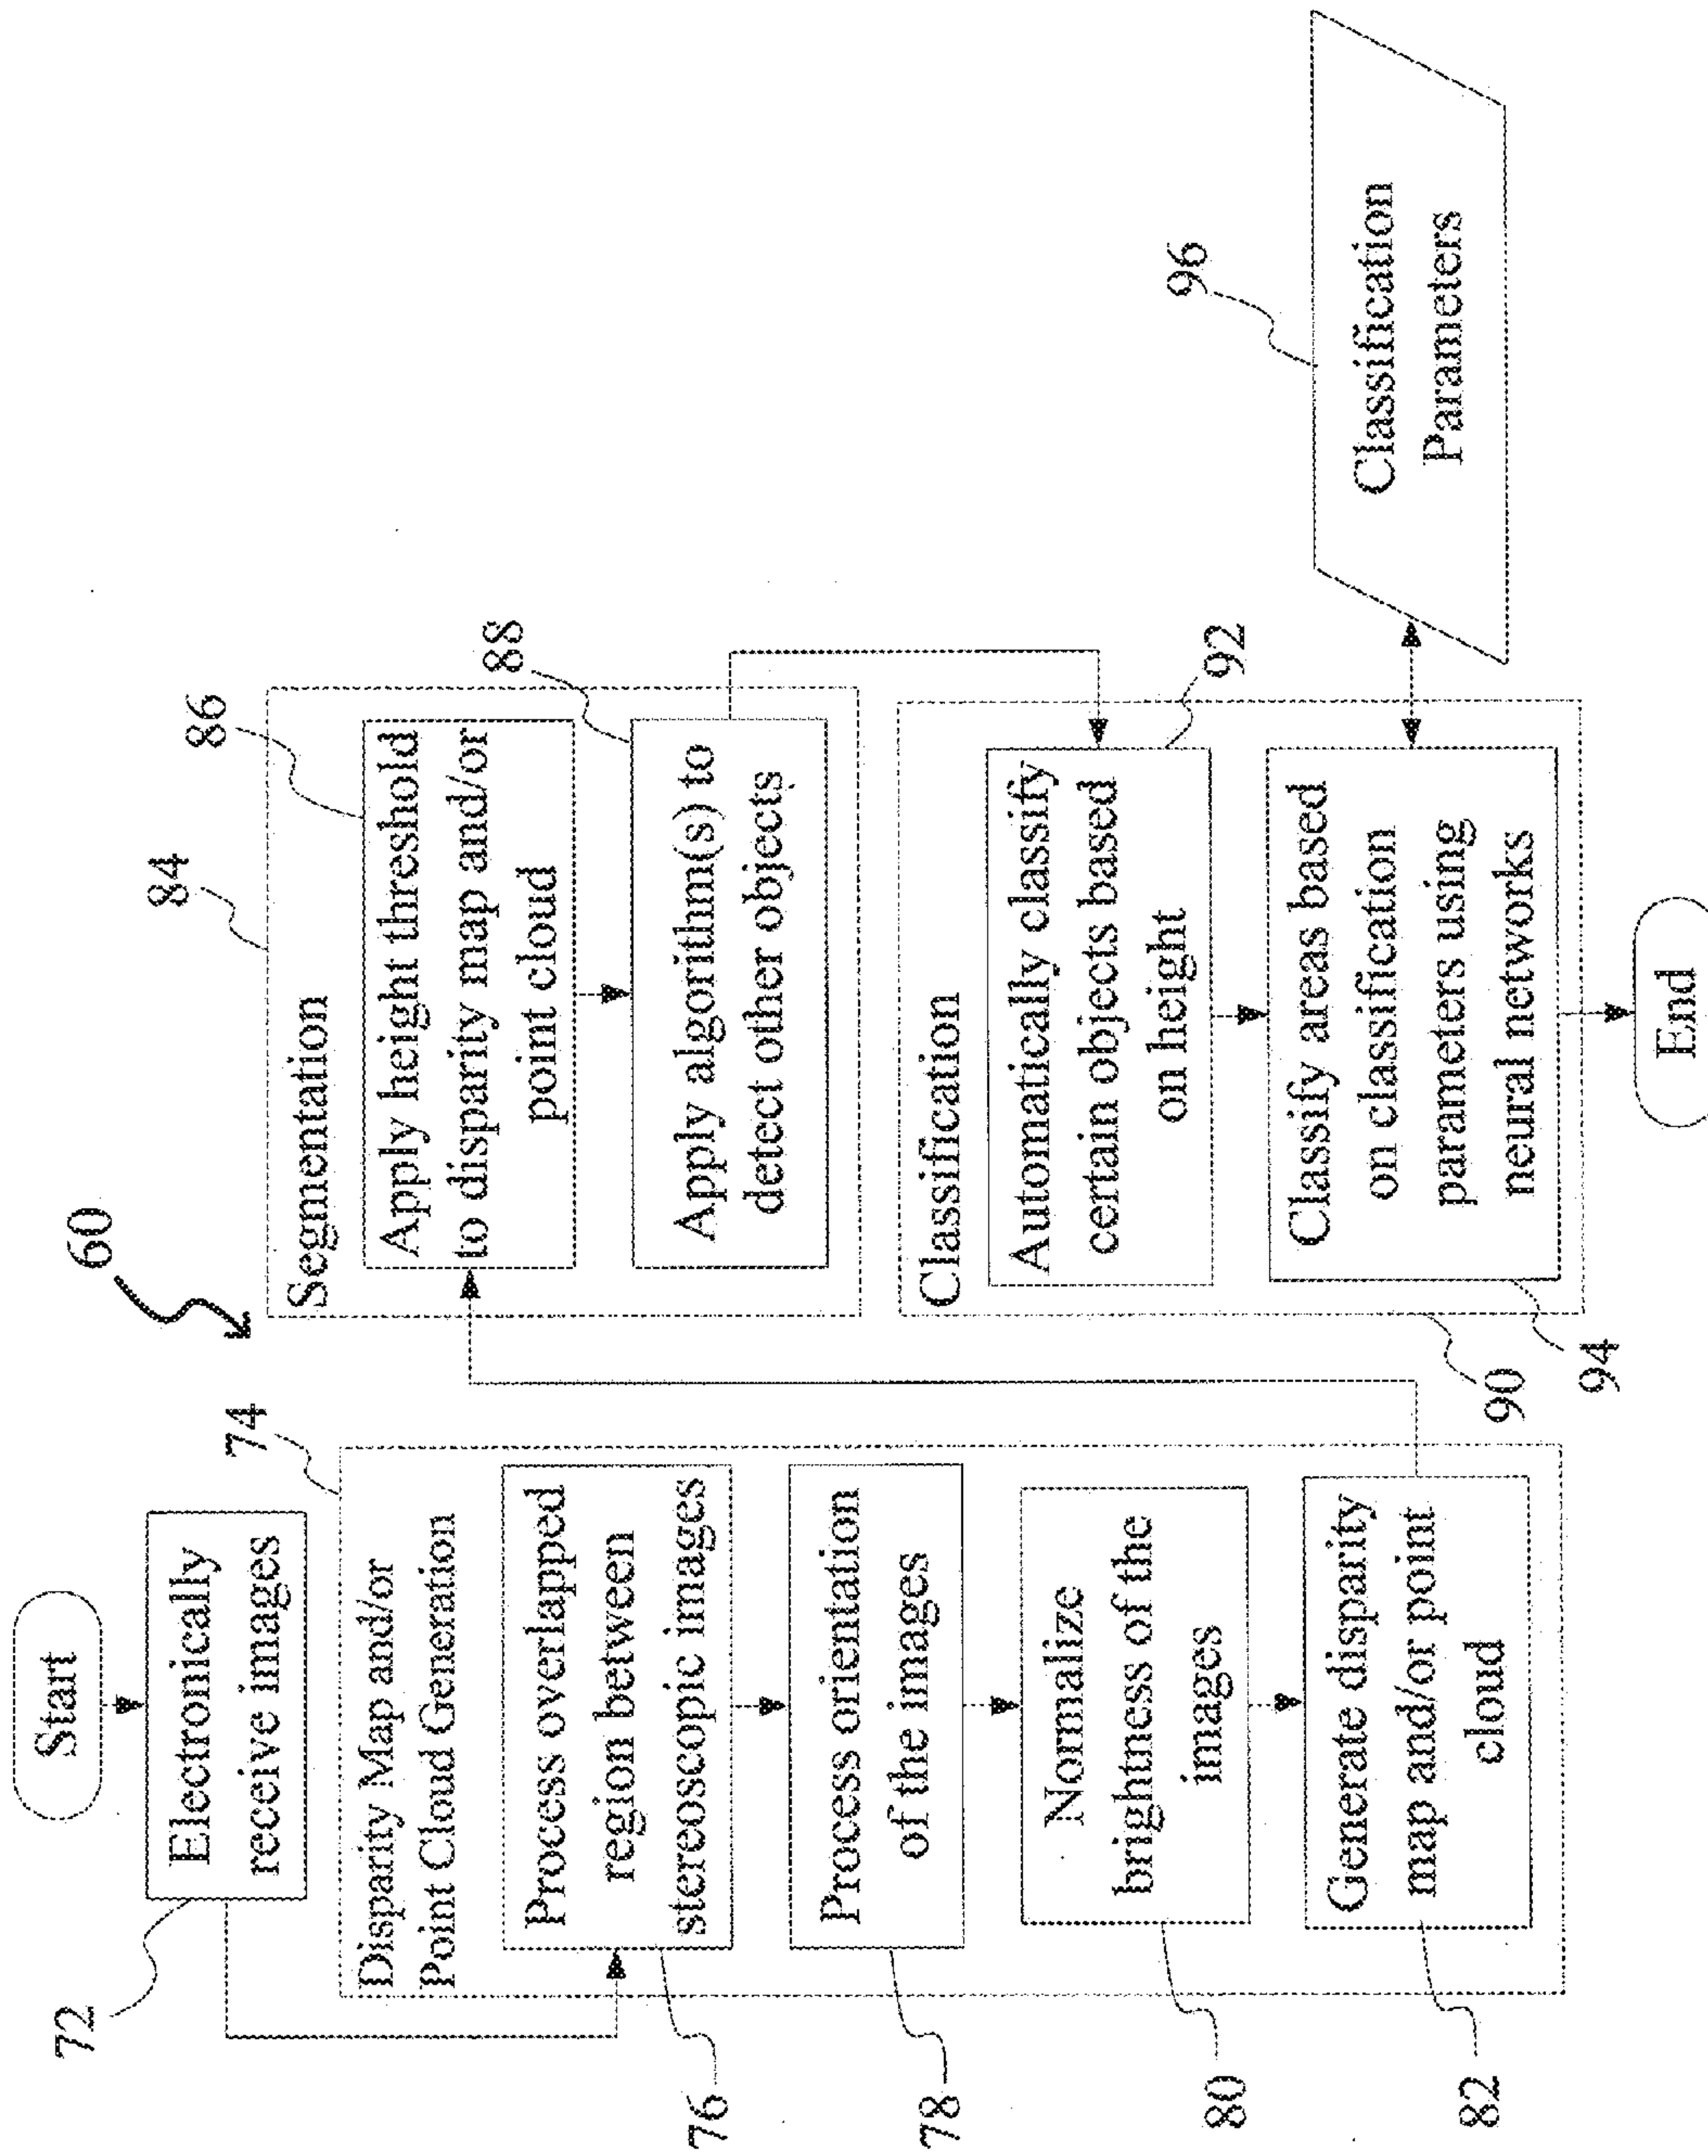 60
Start
Electronically
receive images
72
74
Disparity Map and/or
Point Cloud Generation
Process overlapped
region between
stereoscopic images
76
Process orientation
of the images
78
Normalize
brightness of the
images
80
Generate disparity
map and/or point
cloud
82
84
Segmentation
86
Apply height threshold
to disparity map and/or
point cloud
88
Apply algorithm(s) to
detect other objects
Classification
92
Automatically classify
certain objects based
on height
Classify areas based
on classification
parameters using
neural networks
90
94
End
96
Classification
Parameters